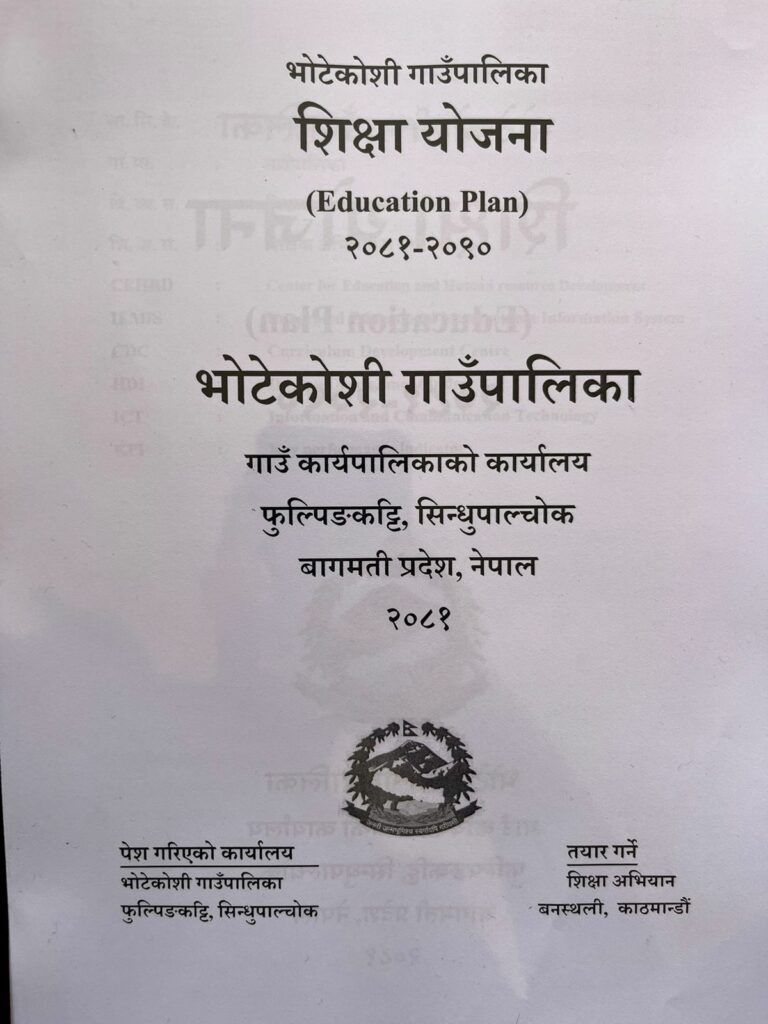 भोटेकोशी गाउँपालिका
शिक्षा योजना
(Education Plan)
२०८१-२०९०
भोटेकोशी गाउँपालिका
गाउँ कार्यपालिकाको कार्यालय
फुल्पिङकट्टि, सिन्धुपाल्चोक
बागमती प्रदेश, नेपाल
२०८१
पेश गरिएको कार्यालय
भोटेकोशी गाउँपालिका
फुल्पिङकट्टि, सिन्धुपाल्चोक
तयार गर्ने
शिक्षा अभियान
बनस्थली, काठमान्डौं